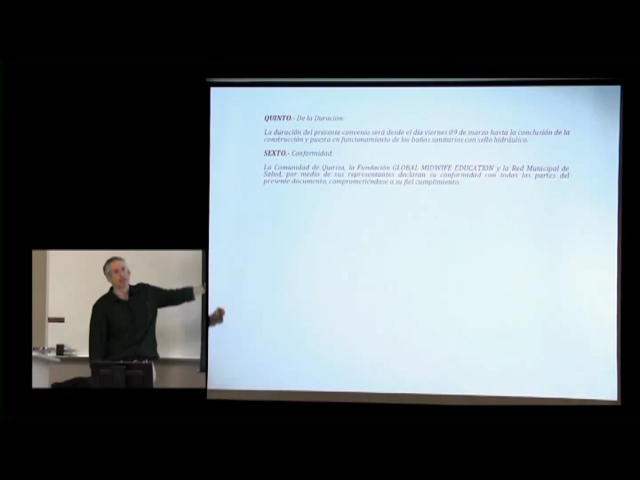 QUINTO.- De la Duración:
La duración del presente convenio será desde el día viernes 09 de marzo hasta la conclusión de la
construcción y puesta en funcionamiento de los baños sanitarios con sello hidráulico.
SEXTO.- Conformidad:
La Comunidad de Quirza, la Fundación GLOBAL MIDWIFE EDUCATION y la Red Municipal de
Salud, por medio de sus representantes declaran su conformidad con todas las partes del
presente documento, comprometiéndose a su fiel cumplimiento.